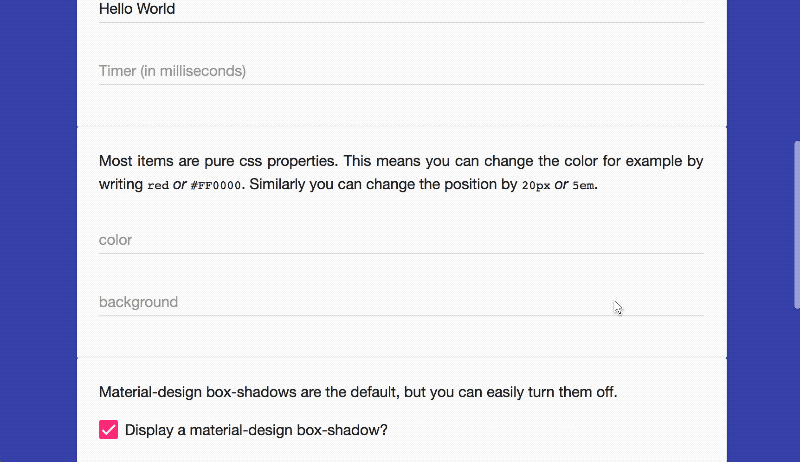 Hello World
Timer (in milliseconds)
Most items are pure css properties. This means you can change the color for example by
writing red or #FF0000. Similarly you can change the position by 20px or 5em.
color
background
Material-design box-shadows are the default, but you can easily turn them off.
Display a material-design box-shadow?